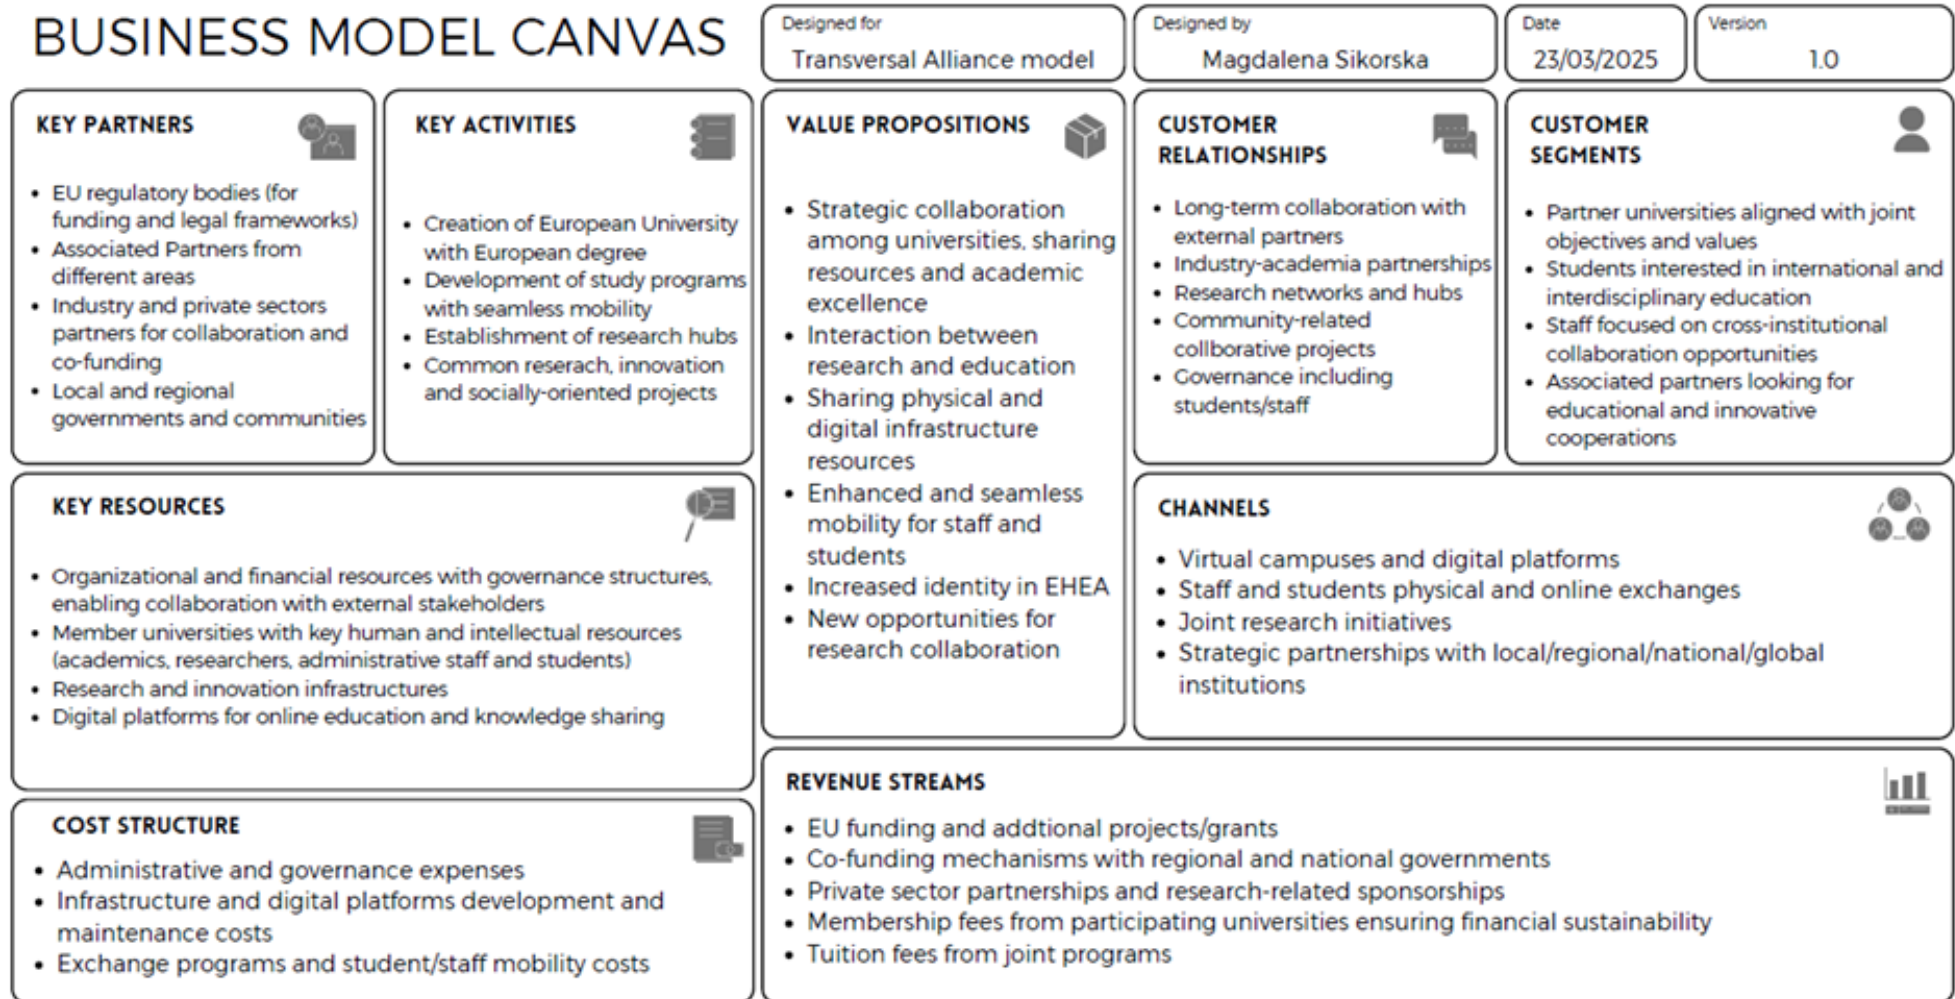 BUSINESS MODEL CANVAS
Designed for
Transversal Alliance model
Designed by
Magdalena Sikorska
Date
23/03/2025
Version
1.0
KEY PARTNERS
• EU regulatory bodies (for
funding and legal frameworks)
• Associated Partners from
different areas
• Industry and private sectors
partners for collaboration and
co-funding
• Local and regional
governments and communities
KEY ACTIVITIES
• Creation of European University
with European degree
• Development of study programs
with seamless mobility
• Establishment of research hubs
• Common reserach, innovation
and socially-oriented projects
VALUE PROPOSITIONS
• Strategic collaboration
among universities, sharing
resources and academic
excellence
• Interaction between
research and education
• Sharing physical and
digital infrastructure
resources
• Enhanced and seamless
mobility for staff and
students
• Increased identity in EHEA
• New opportunities for
research collaboration
CUSTOMER
RELATIONSHIPS
• Long-term collaboration with
external partners
• Industry-academia partnerships
• Research networks and hubs
• Community-related
collborative projects
• Governance including
students/staff
CUSTOMER
SEGMENTS
• Partner universities aligned with joint
objectives and values
• Students interested in international and
interdisciplinary education
• Staff focused on cross-institutional
collaboration opportunities
• Associated partners looking for
educational and innovative
cooperations
KEY RESOURCES
• Organizational and financial resources with governance structures,
enabling collaboration with external stakeholders
• Member universities with key human and intellectual resources
(academics, researchers, administrative staff and students)
• Research and innovation infrastructures
• Digital platforms for online education and knowledge sharing
CHANNELS
• Virtual campuses and digital platforms
• Staff and students physical and online exchanges
• Joint research initiatives
• Strategic partnerships with local/regional/national/global
institutions
COST STRUCTURE
• Administrative and governance expenses
• Infrastructure and digital platforms development and
maintenance costs
• Exchange programs and student/staff mobility costs
REVENUE STREAMS
• EU funding and addtional projects/grants
• Co-funding mechanisms with regional and national governments
• Private sector partnerships and research-related sponsorships
• Membership fees from participating universities ensuring financial sustainability
• Tuition fees from joint programs